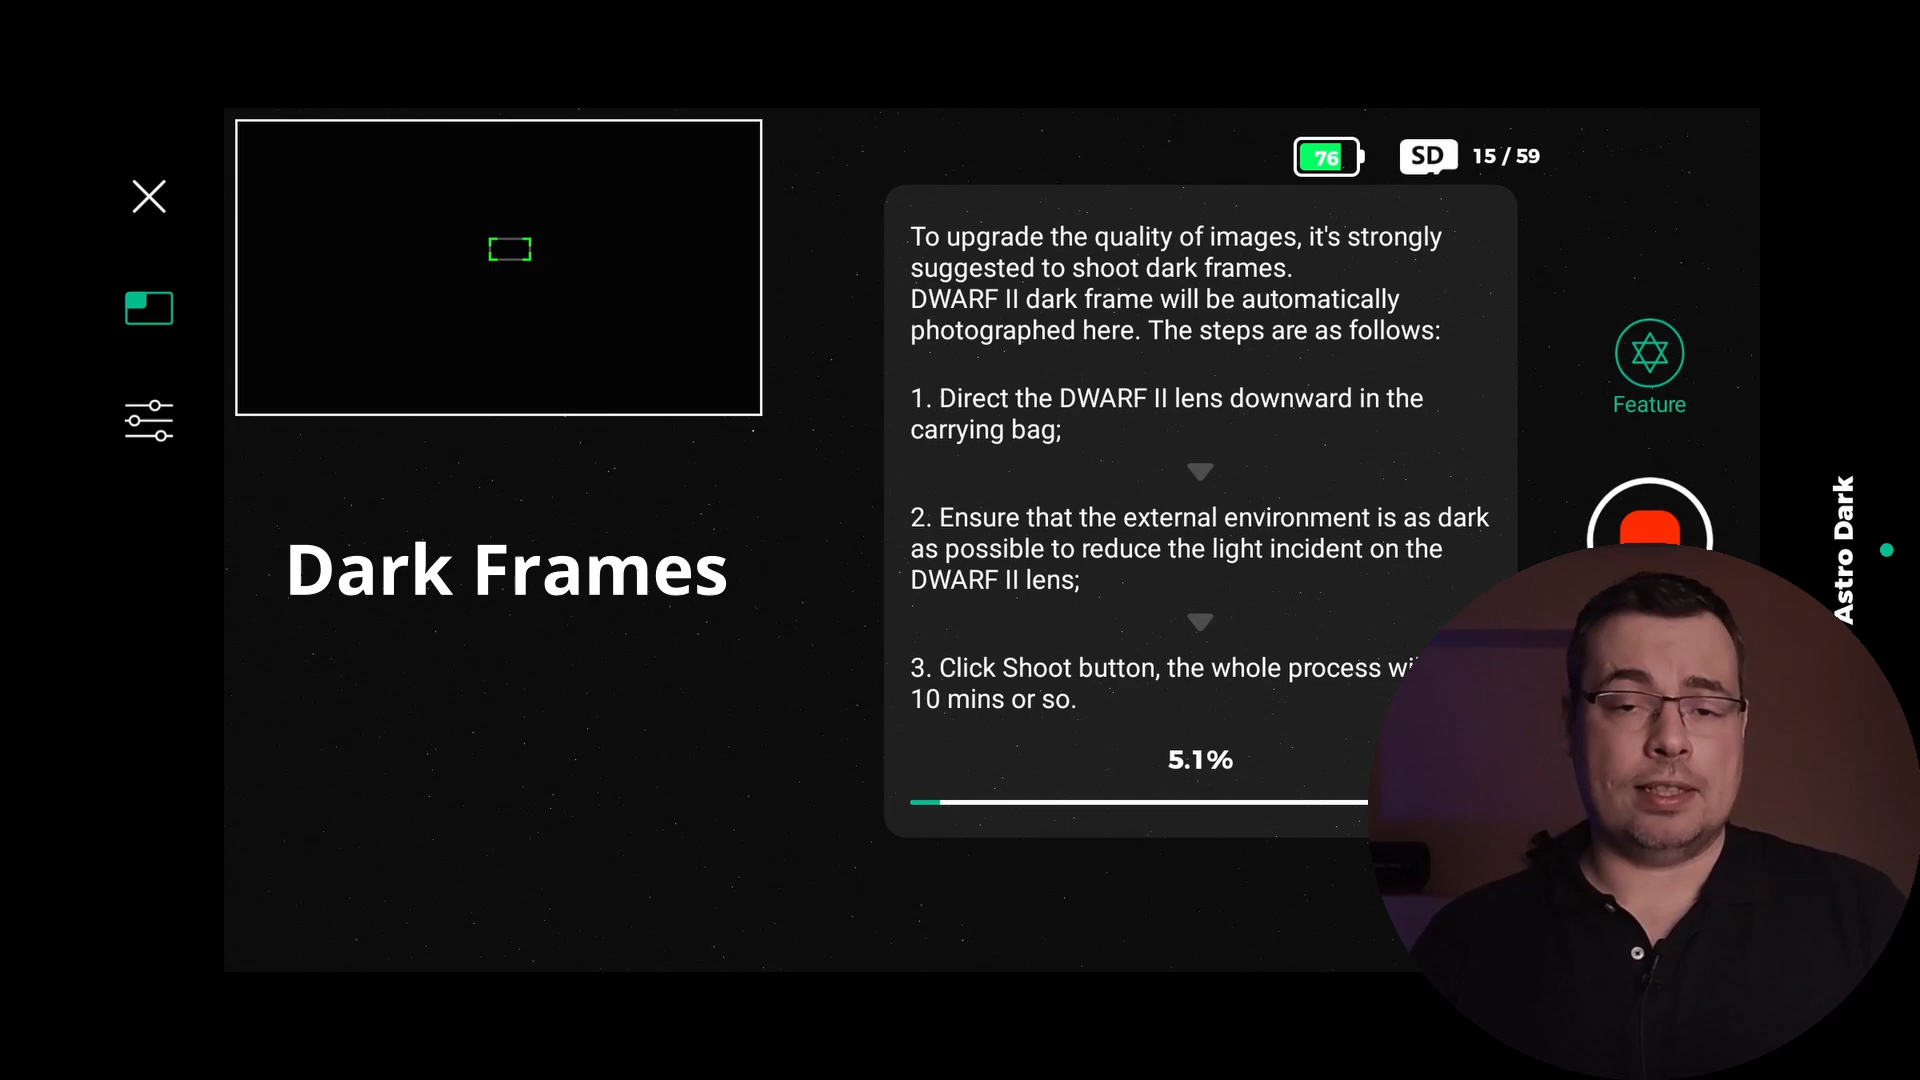 76
SD
15 / 59
To upgrade the quality of images, it's strongly
suggested to shoot dark frames.
DWARF II dark frame will be automatically
photographed here. The steps are as follows:
1. Direct the DWARF II lens downward in the
carrying bag;
2. Ensure that the external environment is as dark
as possible to reduce the light incident on the
DWARF II lens;
3. Click Shoot button, the whole process
10 mins or so.
5.1%
Dark Frames
Feature
Astro Dark